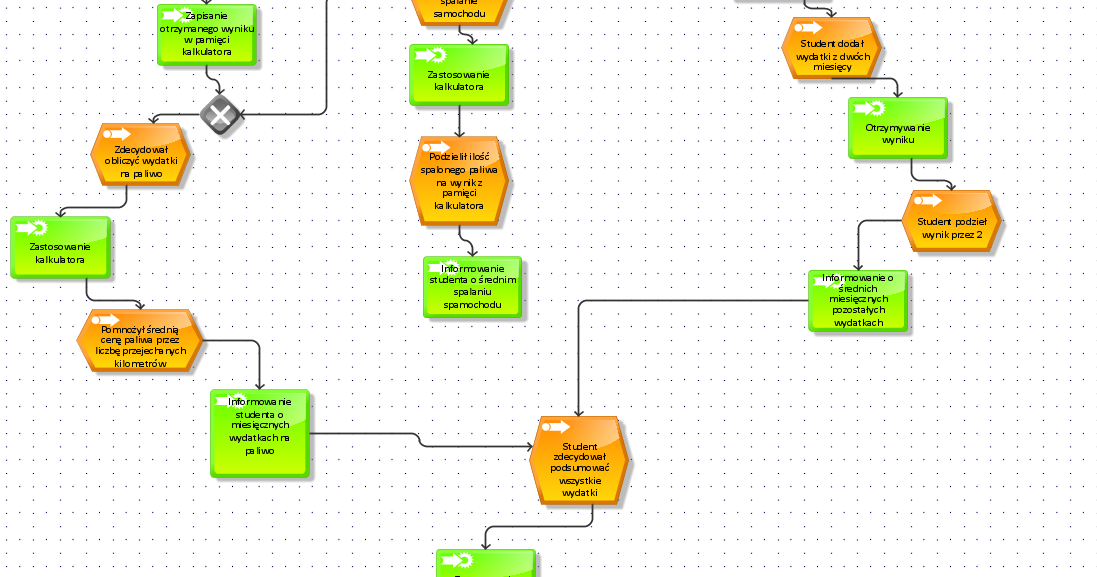 Zapisanie
otrzymanego wyniku
w pamięci
kalkulatora
spalanie
samochodu
Student dodał
wydatki z dwóch
miesięcy
Zastosowanie
kalkulatora
Otrzymywanie
wyniku
Zdecydował
obliczyć wydatki
na paliwo
Podzielił ilość
spalonego paliwa
na wynik z
pamięci
kalkulatora
Student podzieł
wynik przez 2
Zastosowanie
kalkulatora
Informowanie
studenta o średnim
spalaniu
spamochodu
Informowanie o
średnich
miesięcznych
pozostałych
wydatkach
Pomnożył średnią
cenę paliwa przez
liczbę przejechanych
kilometrów
Informowanie
studenta o
miesięcznych
wydatkach na
paliwo
Student
zdecydował
podsumować
wszystkie
wydatki